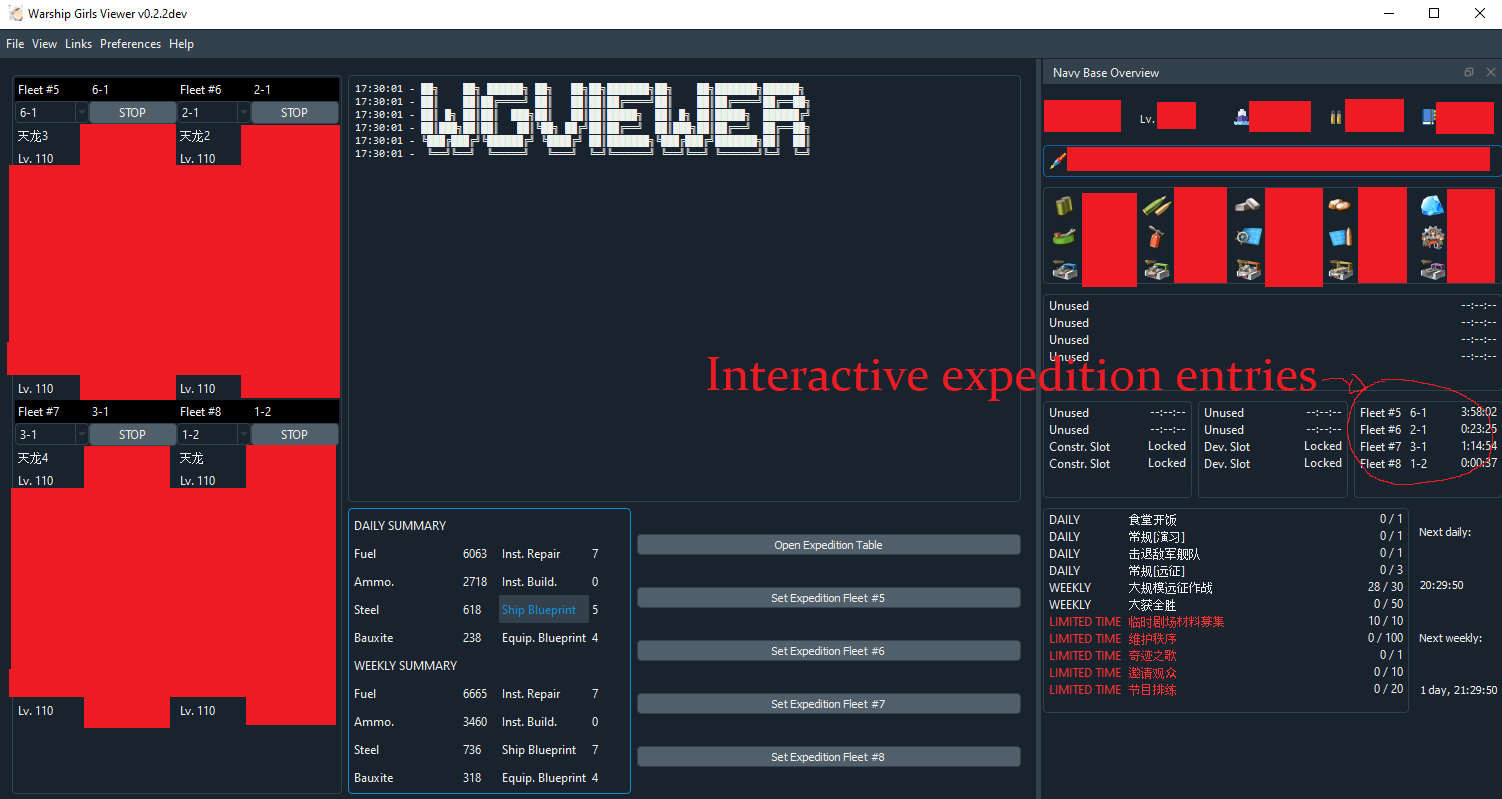 Warship Girls Viewer v0.2.2dev
File View Links Preferences Help
Fleet #5 6-1 Fleet #6 2-1
6-1 STOP 2-1 STOP
天龙3 天龙2
Lv. 110 Lv. 110
Lv. 110 Lv. 110
Fleet #7 3-1 Fleet #8 1-2
3-1 STOP 1-2 STOP
天龙4 天龙
Lv. 110 Lv. 110
Lv. 110 Lv. 110
17:30:01 -
17:30:01 -
17:30:01 -
17:30:01 -
17:30:01 -
17:30:01 -
WGVIEWER
DAILY SUMMARY
Fuel 6063 Inst. Repair 7
Ammo. 2718 Inst. Build. 0
Steel 618 Ship Blueprint 5
Bauxite 238 Equip. Blueprint 4
WEEKLY SUMMARY
Fuel 6665 Inst. Repair 7
Ammo. 3460 Inst. Build. 0
Steel 736 Ship Blueprint 7
Bauxite 318 Equip. Blueprint 4
Open Expedition Table
Set Expedition Fleet #5
Set Expedition Fleet #6
Set Expedition Fleet #7
Set Expedition Fleet #8
Navy Base Overview
Lv.
Unused --:--:--
Unused --:--:--
Unused --:--:--
Unused --:--:--
Interactive expedition entries
Unused --:--:-- Unused --:--:-- Fleet #5 6-1 3:58:02
Unused --:--:-- Unused --:--:-- Fleet #6 2-1 0:23:25
Constr. Slot Locked Dev. Slot Locked Fleet #7 3-1 1:14:54
Constr. Slot Locked Dev. Slot Locked Fleet #8 1-2 0:00:37
DAILY 食堂开饭 0 / 1
DAILY 常规[演习] 0 / 1
DAILY 击退敌军舰队 0 / 1
DAILY 常规[远征] 0 / 3
WEEKLY 大规模远征作战 28 / 30
WEEKLY 大获全胜 0 / 50
LIMITED TIME 临时剧场材料募集 10 / 10
LIMITED TIME 维护秩序 0 / 100
LIMITED TIME 奇迹之歌 0 / 1
LIMITED TIME 邀请观众 0 / 10
LIMITED TIME 节目排练 0 / 20
Next daily:
20:29:50
Next weekly:
1 day, 21:29:50